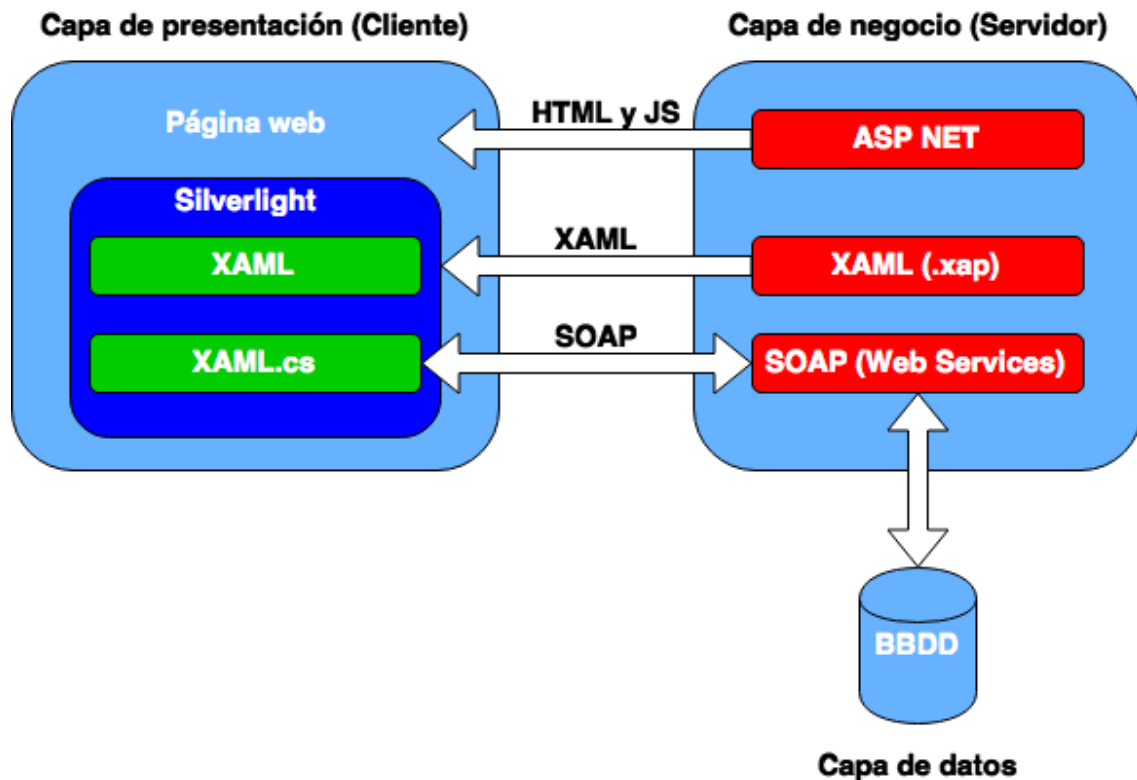 Capa de presentación (Cliente)
Capa de negocio (Servidor)
Página web
HTML y JS
ASP NET
Silverlight
XAML
XAML
XAML (.xap)
XAML.cs
SOAP
SOAP (Web Services)
BBDD
Capa de datos